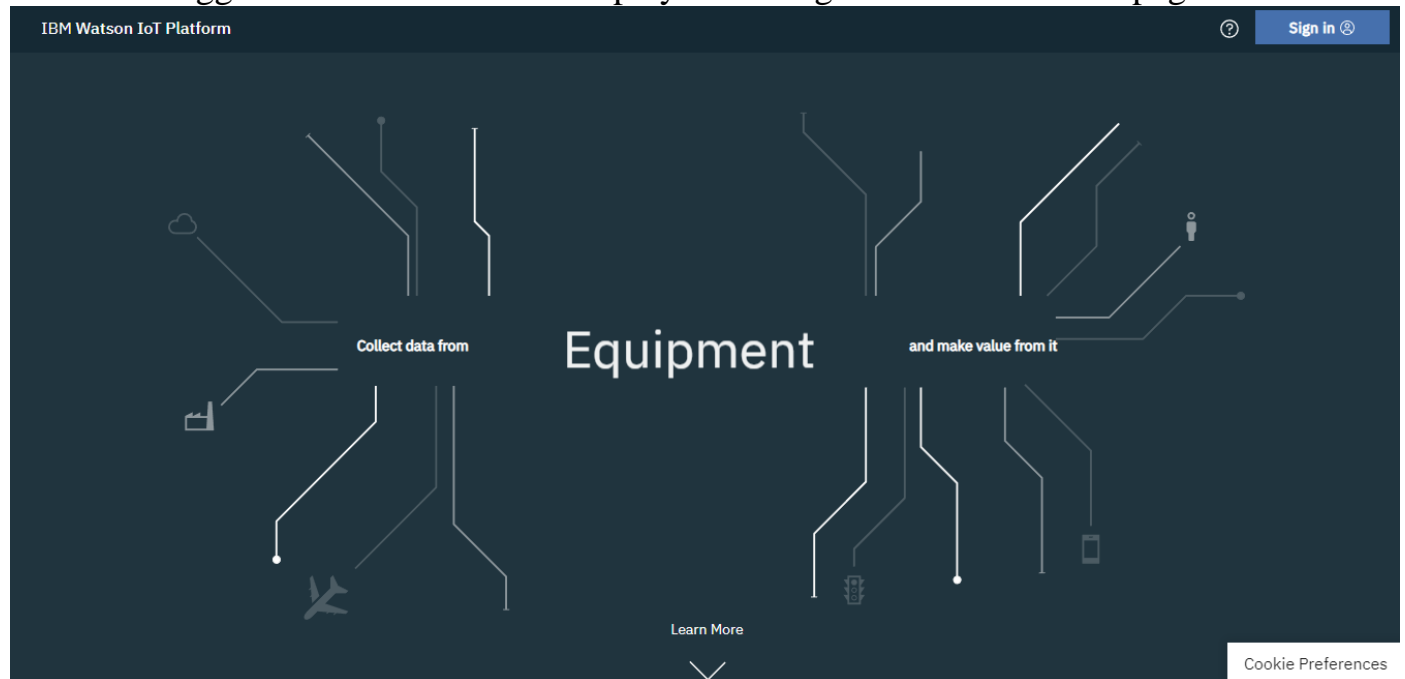 IBM Watson IoT Platform
Sign in
Collect data from
Equipment
and make value from it
Learn More
Cookie Preferences